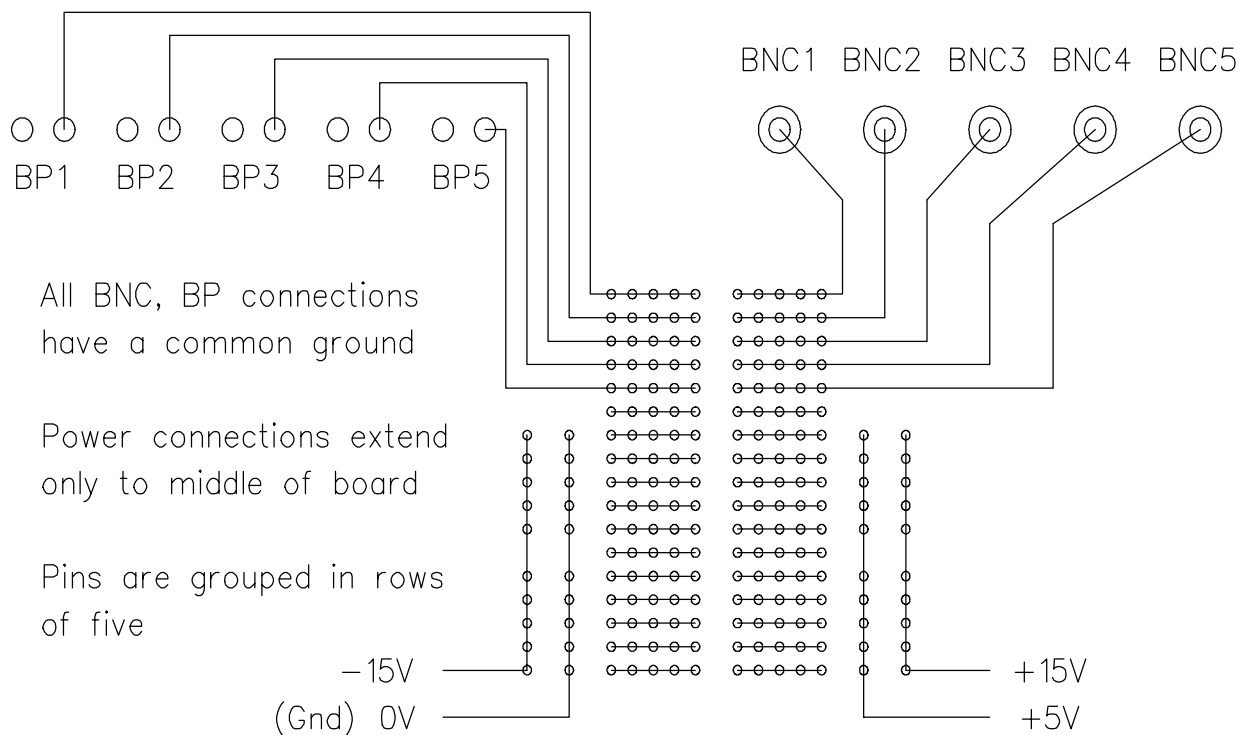 BNC1 BNC2 BNC3 BNC4 BNC5
BP1 BP2 BP3 BP4 BP5
All BNC, BP connections
have a common ground
Power connections extend
only to middle of board
Pins are grouped in rows
of five
-15V
+15V
(Gnd) 0V
+5V